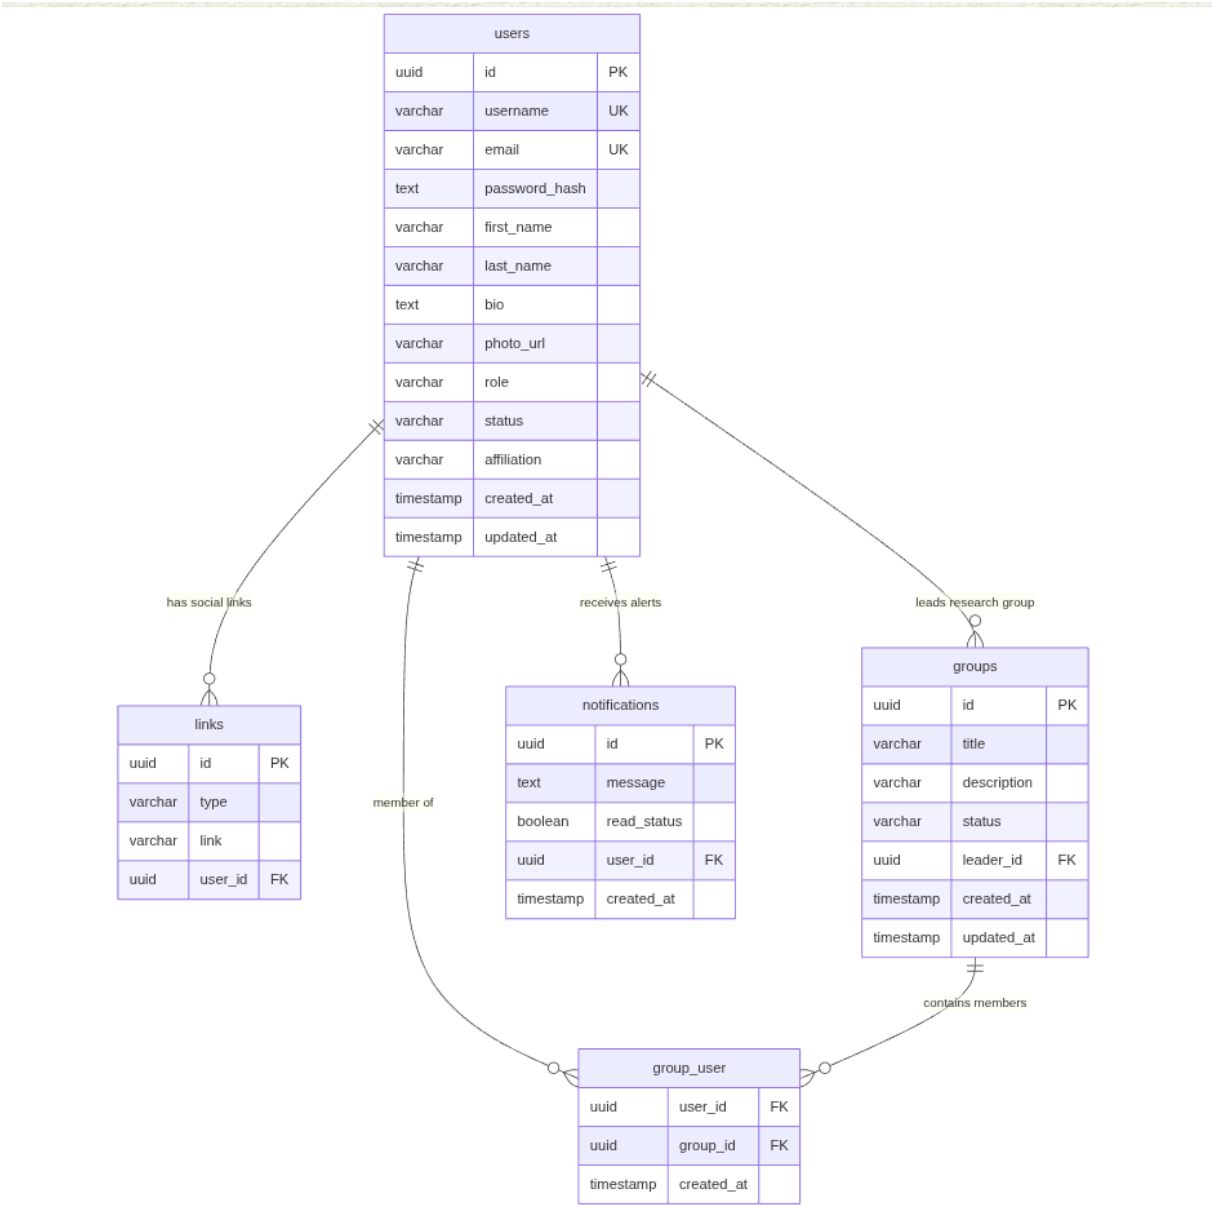 users
uuid id PK
varchar username UK
varchar email UK
text password_hash
varchar first_name
varchar last_name
text bio
varchar photo_url
varchar role
varchar status
varchar affiliation
timestamp created_at
timestamp updated_at
has social links
receives alerts
leads research group
member of
contains members
links
uuid id PK
varchar type
varchar link
uuid user_id FK
notifications
uuid id PK
text message
boolean read_status
uuid user_id FK
timestamp created_at
groups
uuid id PK
varchar title
varchar description
varchar status
uuid leader_id FK
timestamp created_at
timestamp updated_at
group_user
uuid user_id FK
uuid group_id FK
timestamp created_at